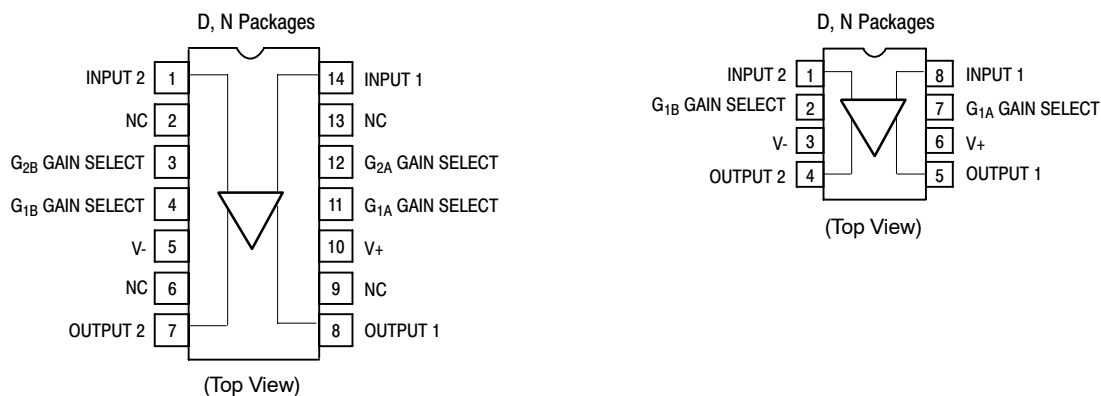 D, N Packages
INPUT 2 1 14 INPUT 1
NC 2 13 NC
G2B GAIN SELECT 3 12 G2A GAIN SELECT
G1B GAIN SELECT 4 11 G1A GAIN SELECT
V- 5 10 V+
NC 6 9 NC
OUTPUT 2 7 8 OUTPUT 1
(Top View)
D, N Packages
INPUT 2 1 8 INPUT 1
G1B GAIN SELECT 2 7 G1A GAIN SELECT
V- 3 6 V+
OUTPUT 2 4 5 OUTPUT 1
(Top View)